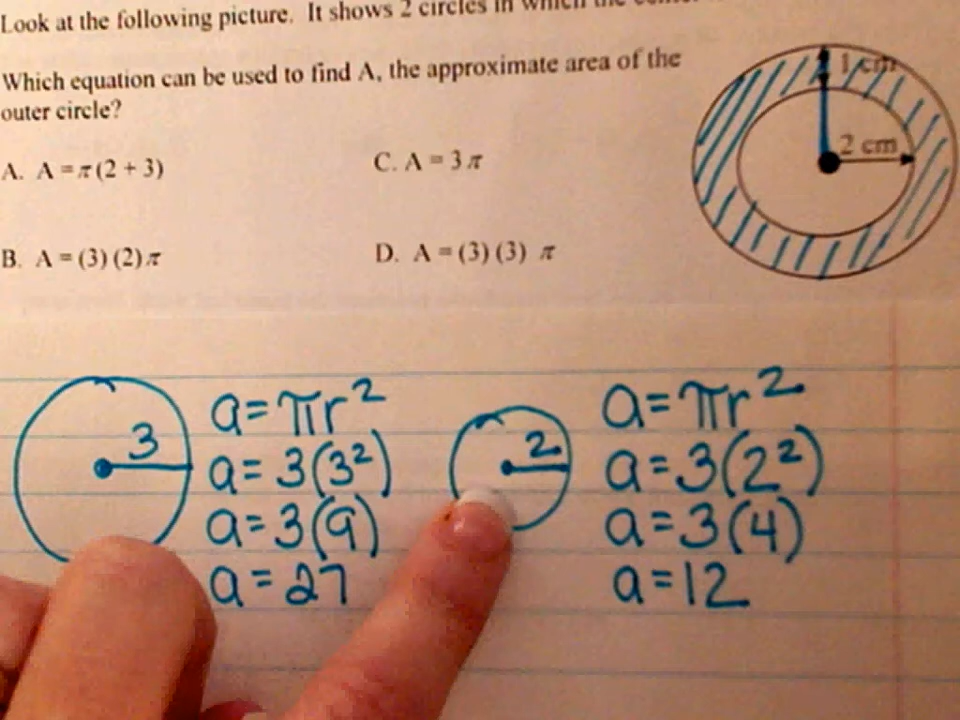 Look at the following picture. It shows 2 circles in which the
Which equation can be used to find A, the approximate area of the
outer circle?
A. A = π (2 + 3)
C. A = 3 π
B. A = (3) (2) π
D. A = (3) (3) π
1 cm
2 cm
3
a = πr²
a = 3(3²)
a = 3(9)
a = 27
2
a = πr²
a = 3(2²)
a = 3(4)
a = 12